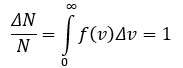 ΔN/N = ∫₀^∞ f(v)Δv = 1